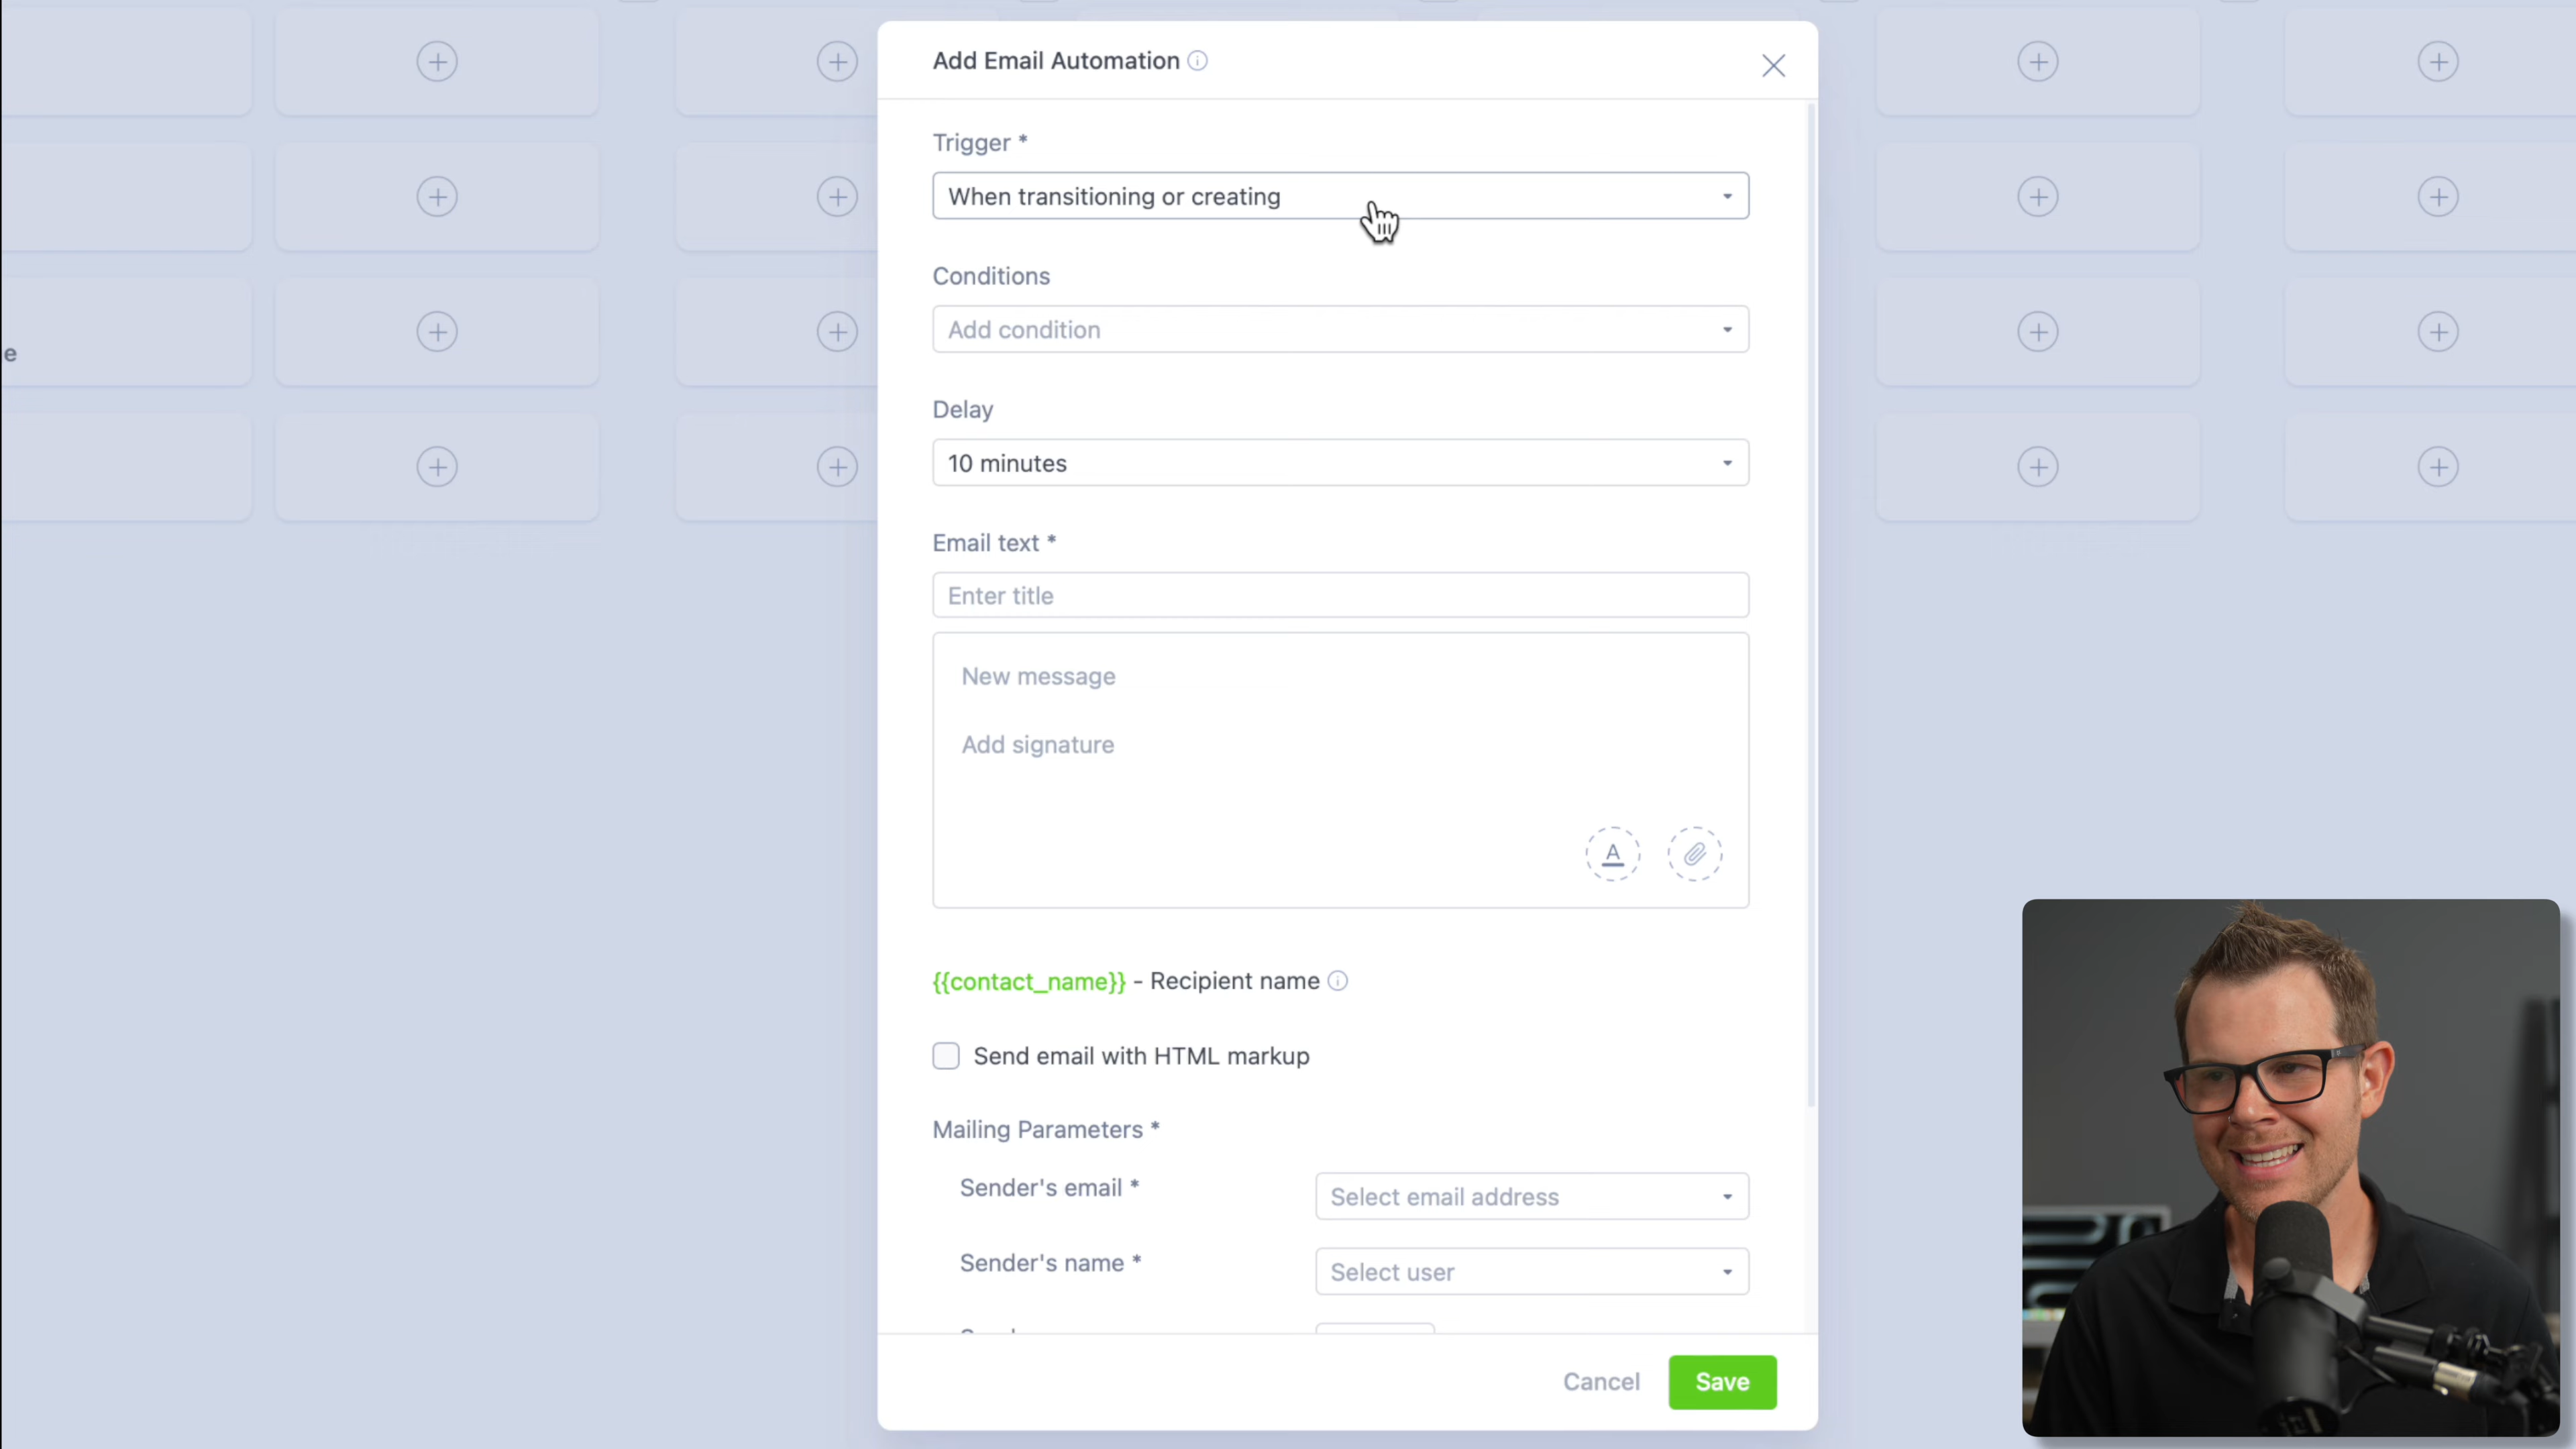 Add Email Automation
Trigger *
When transitioning or creating
Conditions
Add condition
e
Delay
10 minutes
Email text *
Enter title
New message
Add signature
A
{{contact_name}} - Recipient name
Send email with HTML markup
Mailing Parameters *
Sender's email *
Select email address
Sender's name *
Select user
Cancel
Save